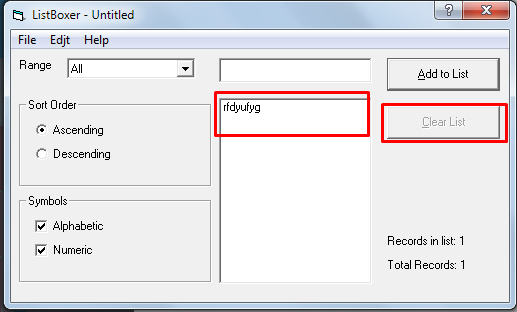 ListBoxer - Untitled
File Edjt Help
Range All Add to List
rfdyufyg
Clear List
Sort Order
Ascending
Descending
Symbols
Alphabetic
Numeric
Records in list: 1
Total Records: 1